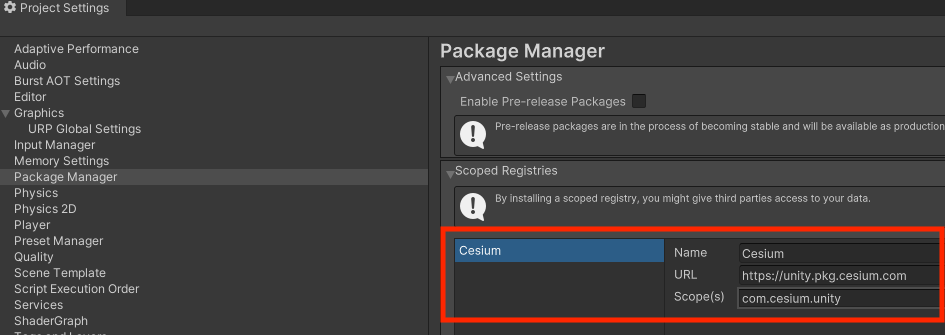 Project Settings
Adaptive Performance
Audio
Burst AOT Settings
Editor
Graphics
URP Global Settings
Input Manager
Memory Settings
Package Manager
Physics
Physics 2D
Player
Preset Manager
Quality
Scene Template
Script Execution Order
Services
ShaderGraph
Tags and Layers
Package Manager
Advanced Settings
Enable Pre-release Packages
Pre-release packages are in the process of becoming stable and will be available as production
Scoped Registries
By installing a scoped registry, you might give third parties access to your data.
Cesium
Name Cesium
URL https://unity.pkg.cesium.com
Scope(s) com.cesium.unity